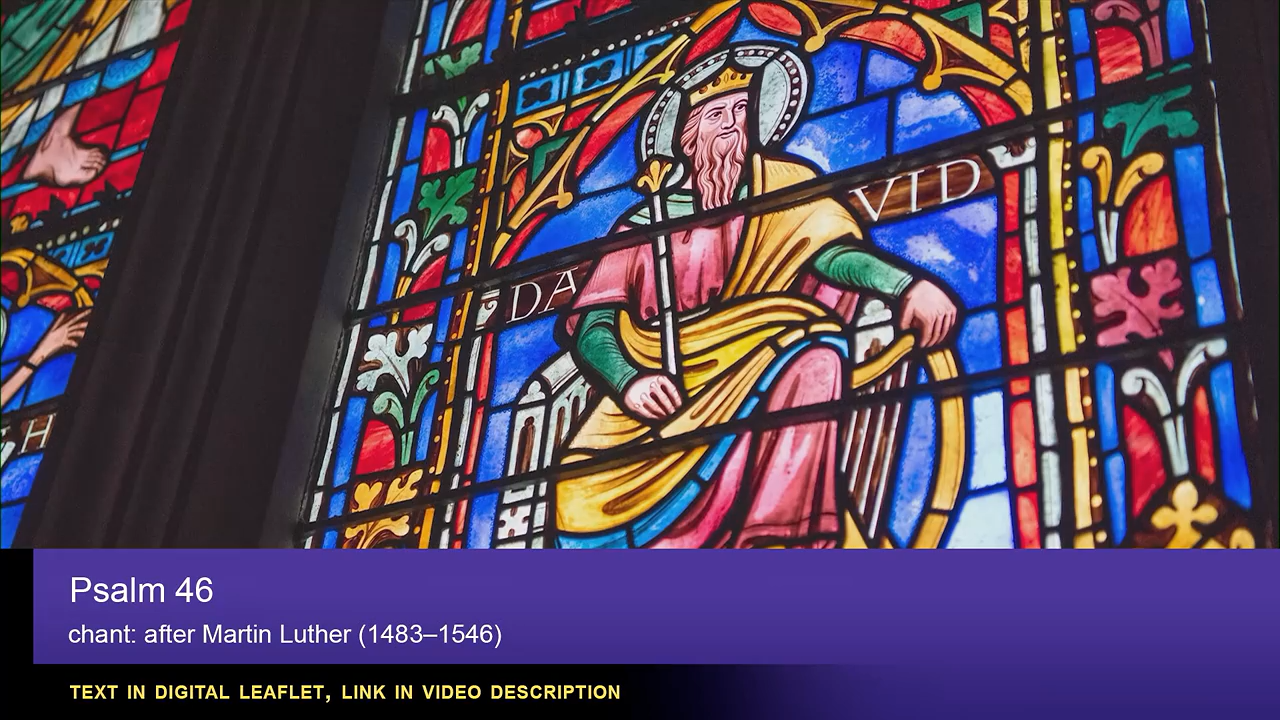 DA VID
H
Psalm 46
chant: after Martin Luther (1483–1546)
TEXT IN DIGITAL LEAFLET, LINK IN VIDEO DESCRIPTION